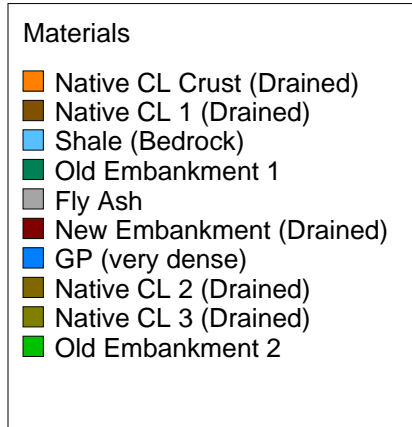 Materials
Native CL Crust (Drained)
Native CL 1 (Drained)
Shale (Bedrock)
Old Embankment 1
Fly Ash
New Embankment (Drained)
GP (very dense)
Native CL 2 (Drained)
Native CL 3 (Drained)
Old Embankment 2